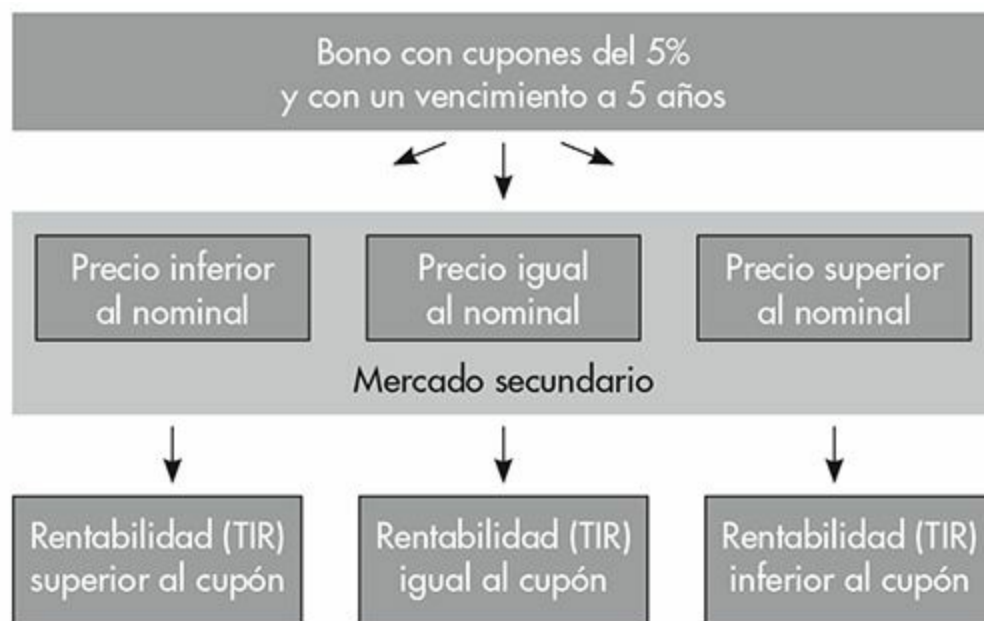 Bono con cupones del 5%
y con un vencimiento a 5 años
Precio inferior
al nominal
Precio igual
al nominal
Precio superior
al nominal
Mercado secundario
Rentabilidad (TIR)
superior al cupón
Rentabilidad (TIR)
igual al cupón
Rentabilidad (TIR)
inferior al cupón